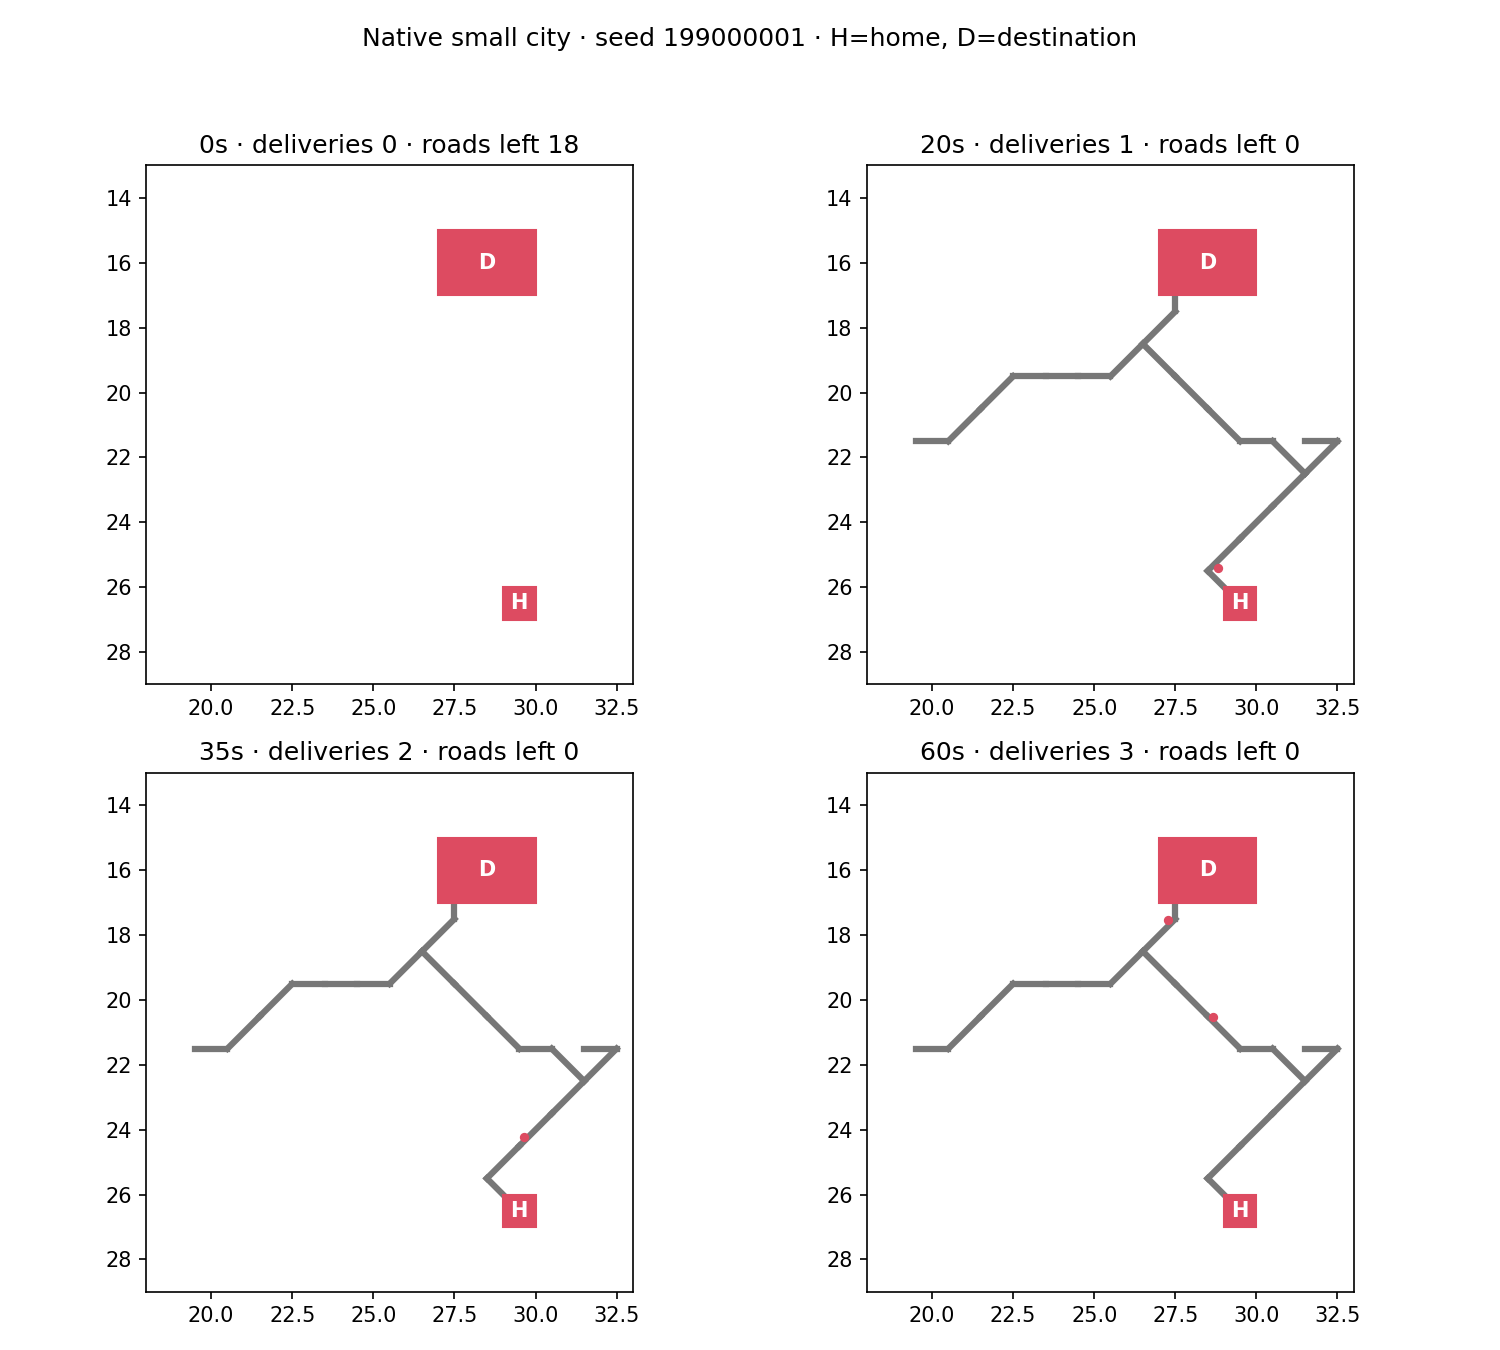 Native small city · seed 199000001 · H=home, D=destination
0s · deliveries 0 · roads left 18
14
16
18
20
22
24
26
28
D
H
20.0 22.5 25.0 27.5 30.0 32.5
20s · deliveries 1 · roads left 0
14
16
18
20
22
24
26
28
D
H
20.0 22.5 25.0 27.5 30.0 32.5
35s · deliveries 2 · roads left 0
14
16
18
20
22
24
26
28
D
H
20.0 22.5 25.0 27.5 30.0 32.5
60s · deliveries 3 · roads left 0
14
16
18
20
22
24
26
28
D
H
20.0 22.5 25.0 27.5 30.0 32.5